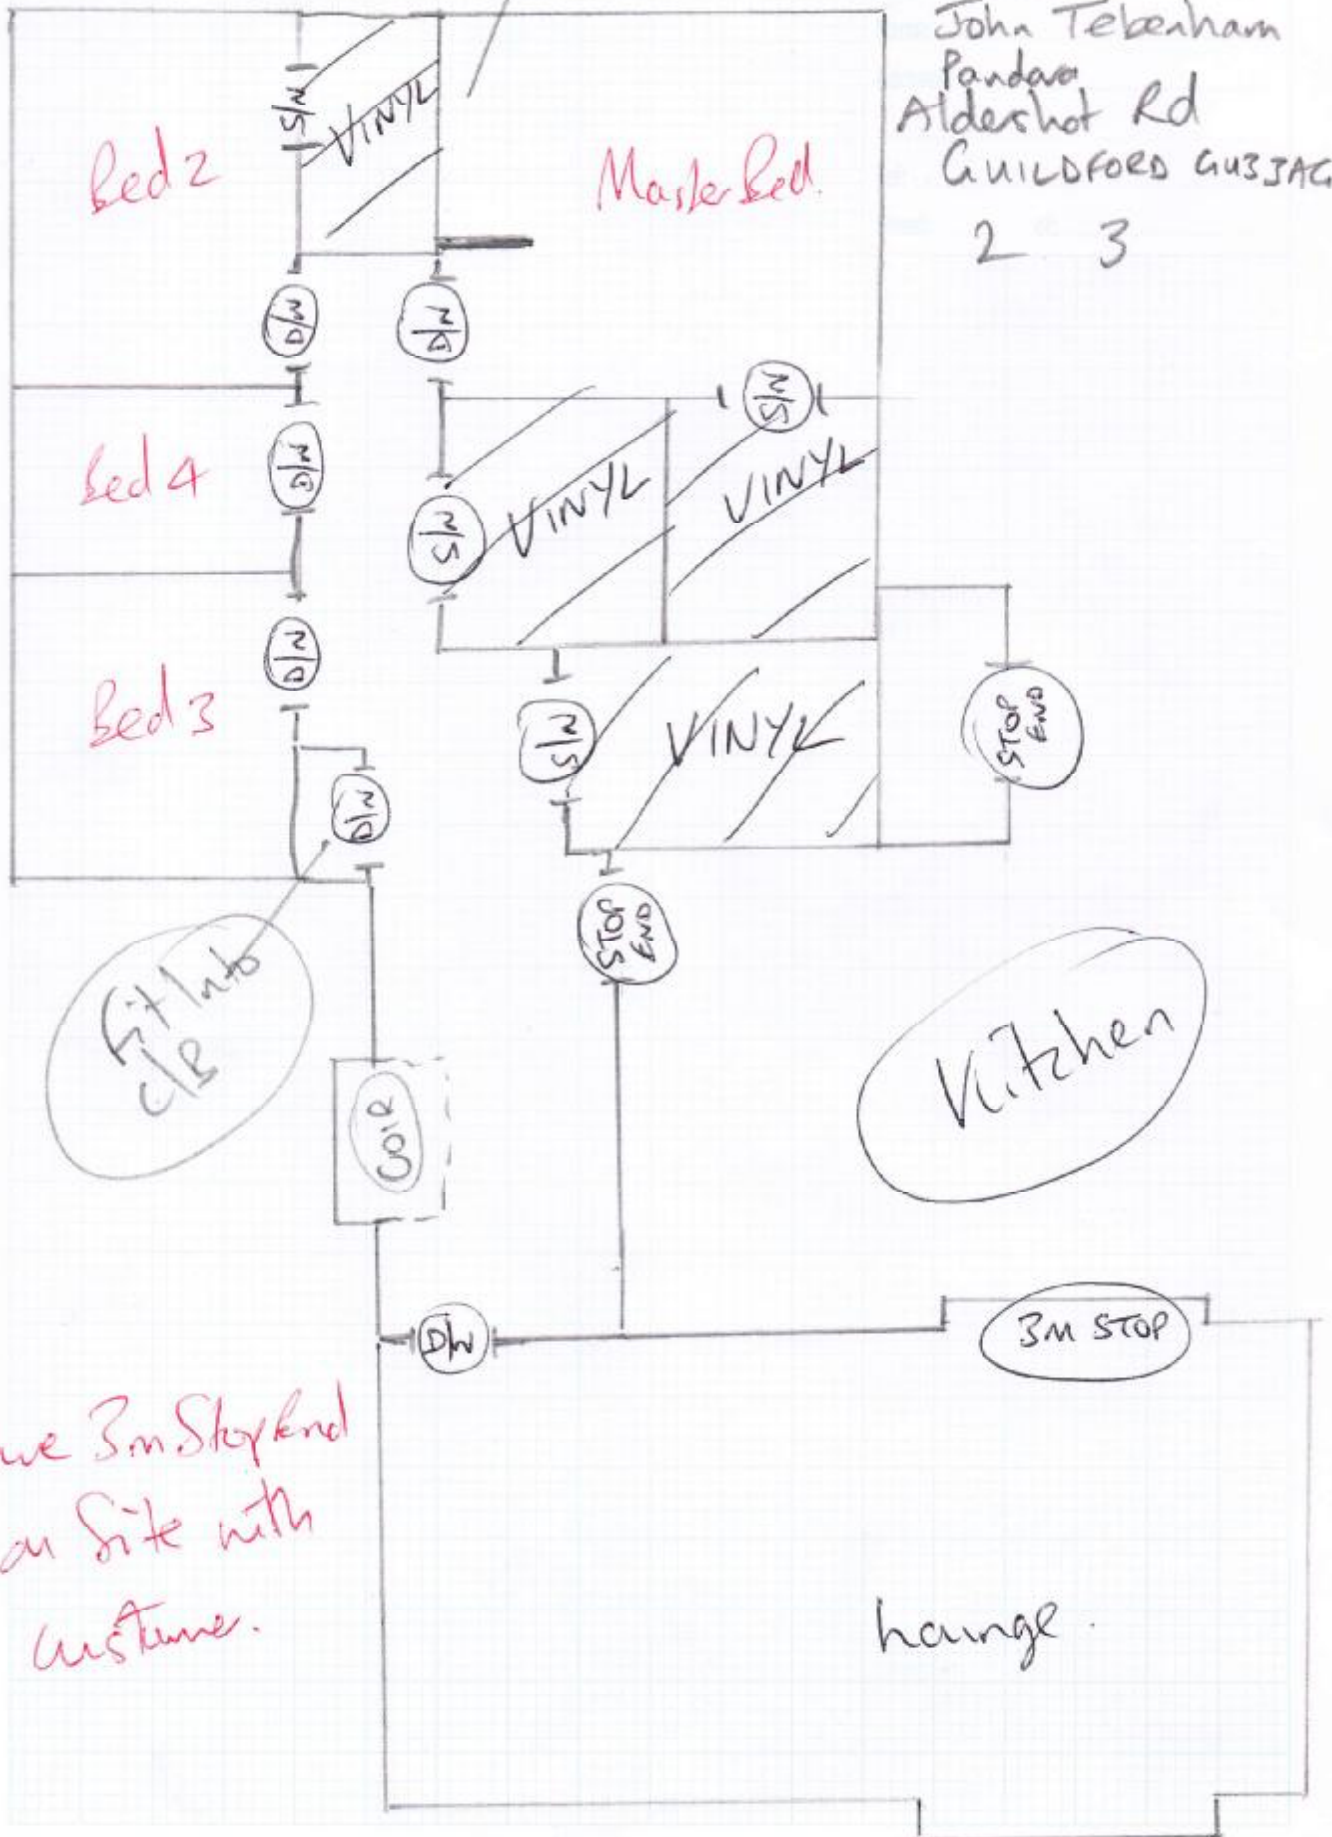 John Tebenham
Pandora
Aldershot Rd
GUILDFORD GU3 3AG
2 3
Bed 2
S/N
VINYL
Master Bed.
D/N
N/D
Bed 4
N/D
N/S
VINYL
VINYL
N/S
Bed 3
N/D
N/S
VINYL
STOP END
D/N
STOP END
Fit Into
C/B
COIR
Kitchen
D/N
3M STOP
3m Stop End
on Site with
customer.
Lounge.